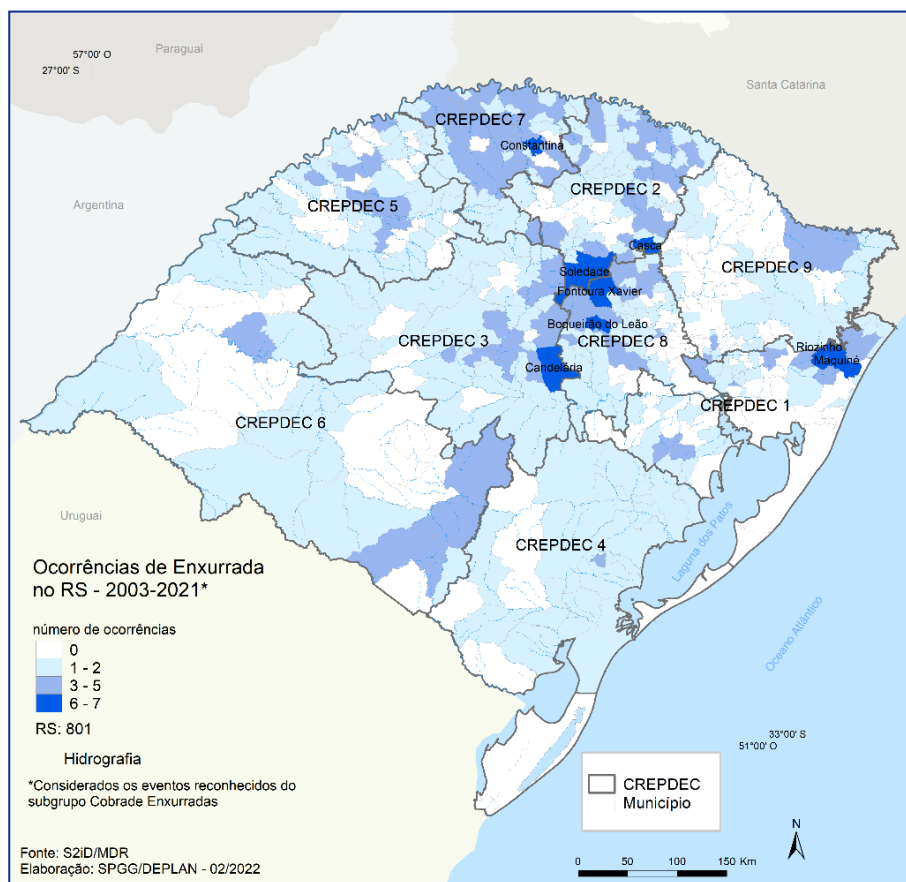 Paraguai
57°00' O
27°00' S
Santa Catarina
CREPDEC 7
Constantina
CREPDEC 2
Argentina
CREPDEC 5
Casca
CREPDEC 9
Soledade
Fontoura Xavier
Boqueirão do Leão
CREPDEC 3
CREPDEC 8
Riozinho
Maquiné
Candelária
CREPDEC 1
CREPDEC 6
Uruguai
CREPDEC 4
Laguna dos Patos
Oceano Atlântico
Ocorrências de Enxurrada
no RS - 2003-2021*
número de ocorrências
0
1 - 2
3 - 5
6 - 7
RS: 801
Hidrografia
*Considerados os eventos reconhecidos do
subgrupo Cobrade Enxurradas
Fonte: S2iD/MDR
Elaboração: SPGG/DEPLAN - 02/2022
33°00' S
51°00' O
CREPDEC
Município
N
0 50 100 150 Km